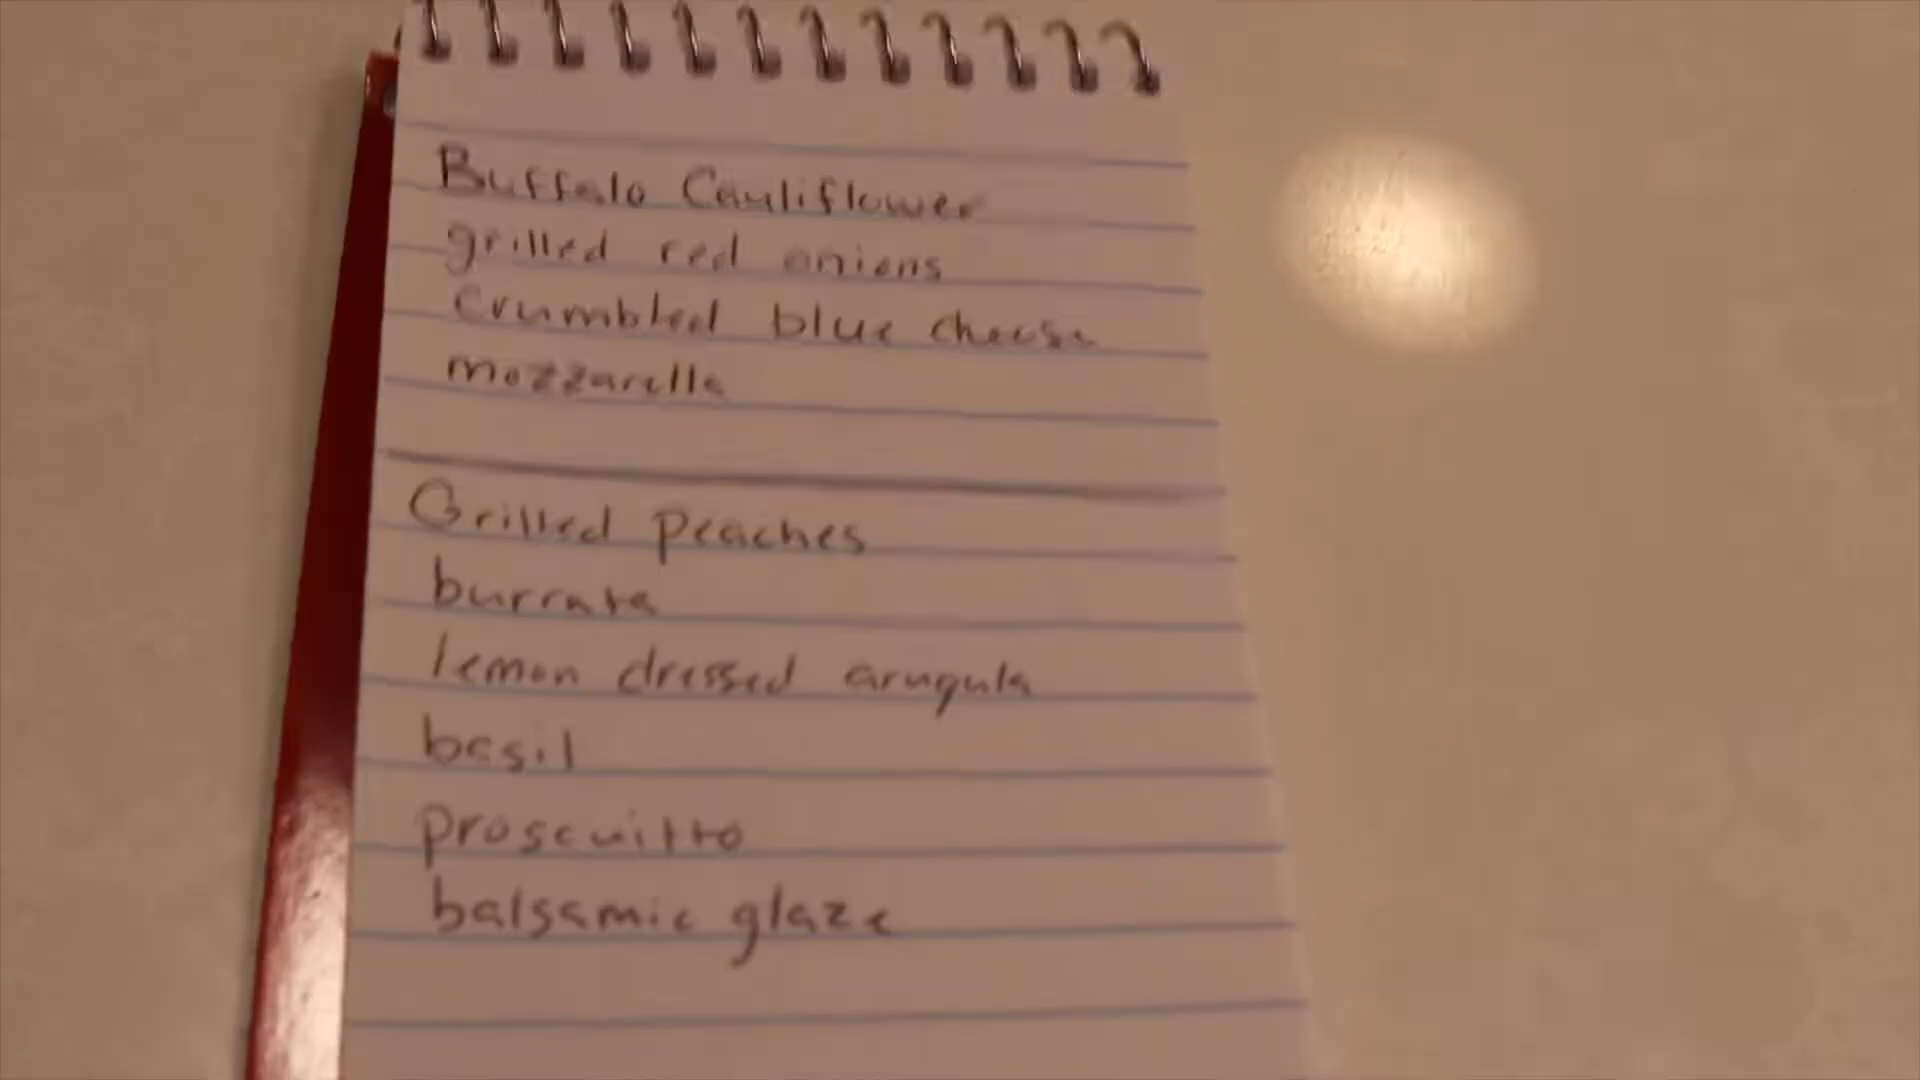 Buffalo Cauliflower
grilled red onions
crumbled blue cheese
mozzarella
Grilled peaches
burrata
lemon dressed arugula
basil
proscuitto
balsamic glaze